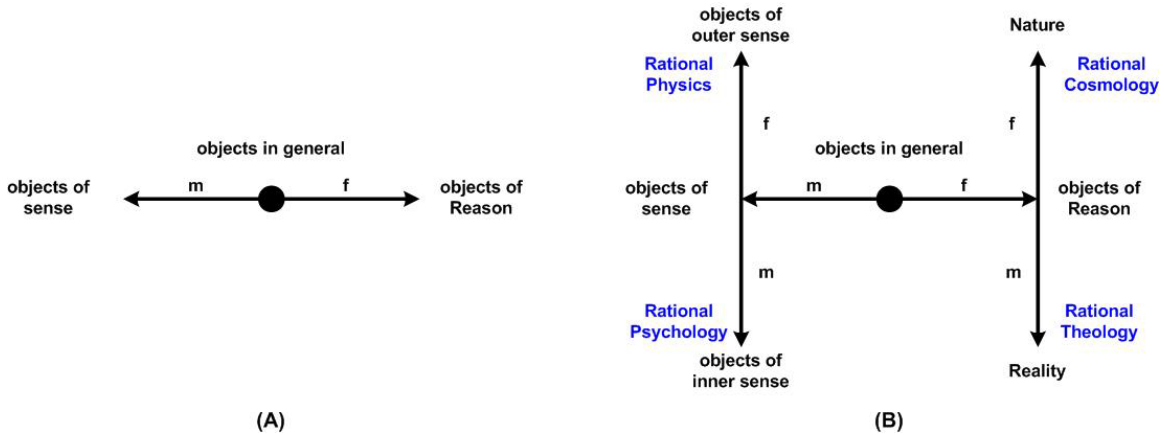 objects in general
m
f
objects of
sense
objects of
Reason
(A)
objects of
outer sense
Nature
Rational
Physics
Rational
Cosmology
f
f
objects in general
objects of
sense
m
f
objects of
Reason
m
m
Rational
Psychology
Rational
Theology
objects of
inner sense
Reality
(B)